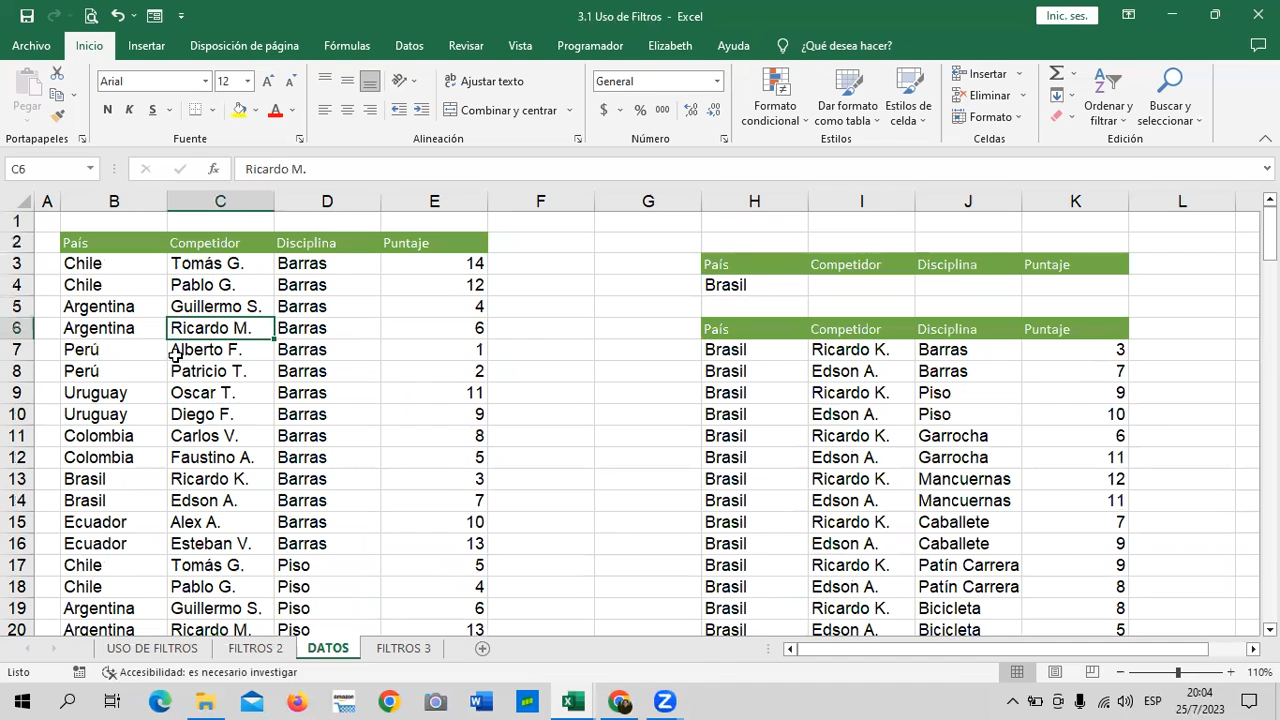 3.1 Uso de Filtros - Excel
Inic. ses.
Archivo Inicio Insertar Disposición de página Fórmulas Datos Revisar Vista Programador Elizabeth Ayuda ¿Qué desea hacer?
Pegar
Arial 12
N K S
Ajustar texto
Combinar y centrar
General
$ % 000
Formato condicional
Dar formato como tabla
Estilos de celda
Insertar
Eliminar
Formato
Ordenar y filtrar
Buscar y seleccionar
Portapapeles Fuente Alineación Número Estilos Celdas Edición
C6 fx Ricardo M.
A B C D E F G H I J K L
1
2 País Competidor Disciplina Puntaje
3 Chile Tomás G. Barras 14 País Competidor Disciplina Puntaje
4 Chile Pablo G. Barras 12 Brasil
5 Argentina Guillermo S. Barras 4
6 Argentina Ricardo M. Barras 6 País Competidor Disciplina Puntaje
7 Perú Alberto F. Barras 1 Brasil Ricardo K. Barras 3
8 Perú Patricio T. Barras 2 Brasil Edson A. Barras 7
9 Uruguay Oscar T. Barras 11 Brasil Ricardo K. Piso 9
10 Uruguay Diego F. Barras 9 Brasil Edson A. Piso 10
11 Colombia Carlos V. Barras 8 Brasil Ricardo K. Garrocha 6
12 Colombia Faustino A. Barras 5 Brasil Edson A. Garrocha 11
13 Brasil Ricardo K. Barras 3 Brasil Ricardo K. Mancuernas 12
14 Brasil Edson A. Barras 7 Brasil Edson A. Mancuernas 11
15 Ecuador Alex A. Barras 10 Brasil Ricardo K. Caballete 7
16 Ecuador Esteban V. Barras 13 Brasil Edson A. Caballete 9
17 Chile Tomás G. Piso 5 Brasil Ricardo K. Patín Carrera 9
18 Chile Pablo G. Piso 4 Brasil Edson A. Patín Carrera 8
19 Argentina Guillermo S. Piso 6 Brasil Ricardo K. Bicicleta 8
20 Argentina Ricardo M. Piso 13 Brasil Edson A. Bicicleta 5
USO DE FILTROS FILTROS 2 DATOS FILTROS 3
Listo Accesibilidad: es necesario investigar 110%
ESP 20:04
25/7/2023